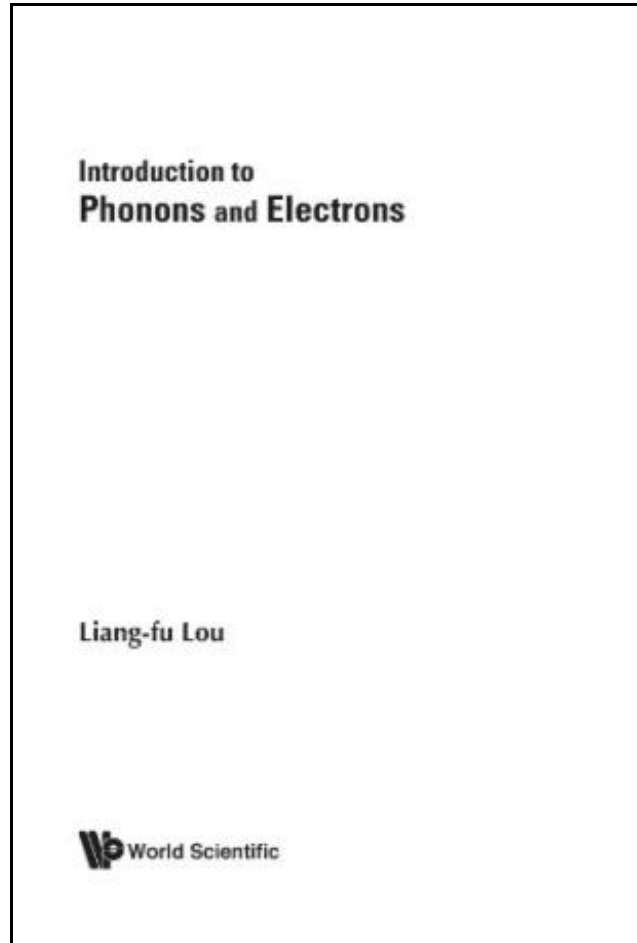 Introduction to
Phonons and Electrons
Liang-fu Lou
World Scientific